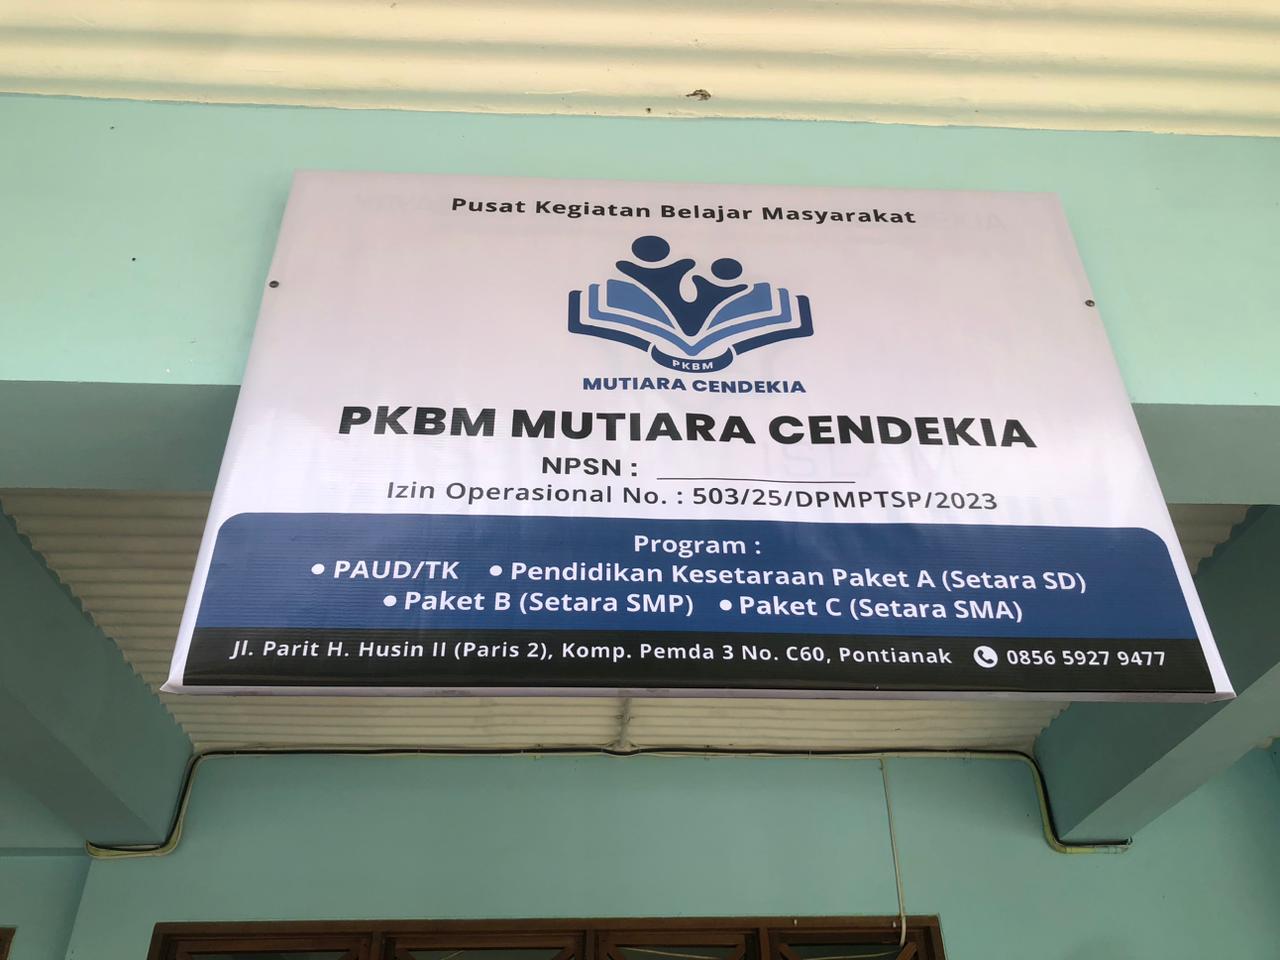 Pusat Kegiatan Belajar Masyarakat
PKBM
MUTIARA CENDEKIA
PKBM MUTIARA CENDEKIA
NPSN : ____________________
Izin Operasional No. : 503/25/DPMPTSP/2023
Program :
• PAUD/TK • Pendidikan Kesetaraan Paket A (Setara SD)
• Paket B (Setara SMP) • Paket C (Setara SMA)
Jl. Parit H. Husin II (Paris 2), Komp. Pemda 3 No. C60, Pontianak 0856 5927 9477